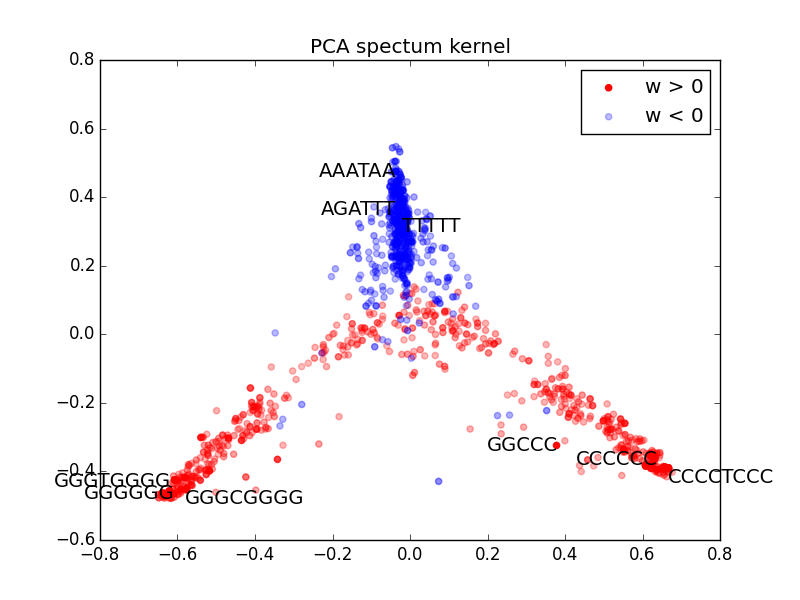 PCA spectum kernel
0.8
w > 0
w < 0
0.6
AAATAA
0.4
AGATTT
TTTTT
0.2
0.0
−0.2
GGCCC
CCCCCC
−0.4
GGGTGGGG
CCCCTCCC
GGGGGG
GGGCGGGG
−0.6
−0.8 −0.6 −0.4 −0.2 0.0 0.2 0.4 0.6 0.8